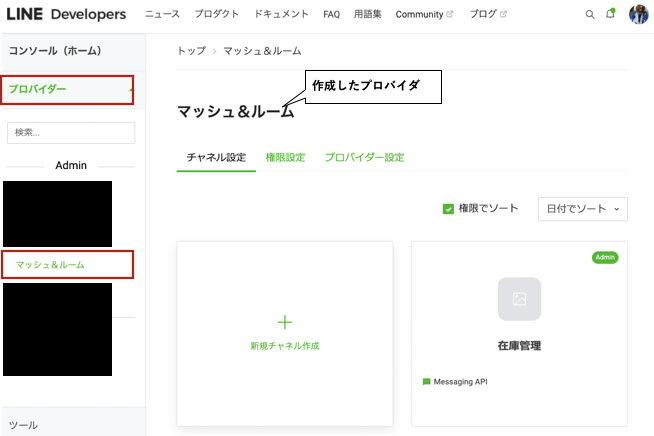 LINE Developers ニュース プロダクト ドキュメント FAQ 用語集 Community ブログ
コンソール（ホーム）
トップ > マッシュ＆ルーム
プロバイダー
作成したプロバイダ
マッシュ＆ルーム
検索...
チャネル設定 権限設定 プロバイダー設定
Admin
権限でソート 日付でソート
マッシュ＆ルーム
Admin
新規チャネル作成
在庫管理
Messaging API
ツール